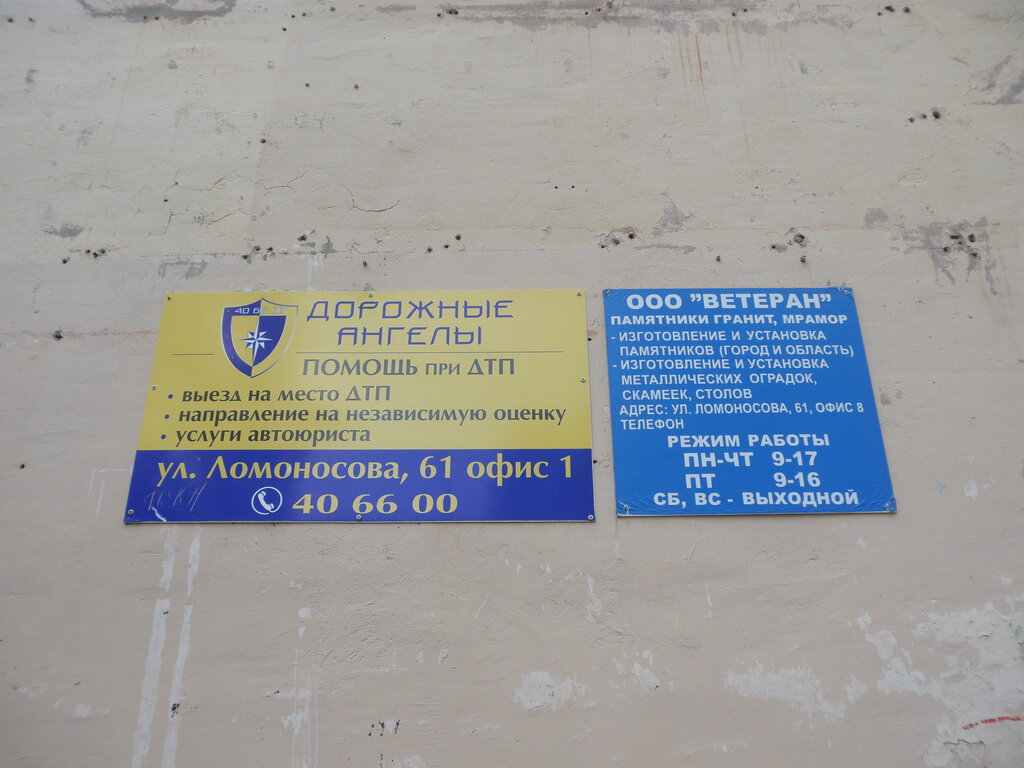 40 66 00
ДОРОЖНЫЕ
АНГЕЛЫ
ПОМОЩЬ при ДТП
• выезд на место ДТП
• направление на независимую оценку
• услуги автоюриста
ул. Ломоносова, 61 офис 1
40 66 00
ООО "ВЕТЕРАН"
ПАМЯТНИКИ ГРАНИТ, МРАМОР
- ИЗГОТОВЛЕНИЕ И УСТАНОВКА
ПАМЯТНИКОВ (ГОРОД И ОБЛАСТЬ)
- ИЗГОТОВЛЕНИЕ И УСТАНОВКА
МЕТАЛЛИЧЕСКИХ ОГРАДОК,
СКАМЕЕК, СТОЛОВ
АДРЕС: УЛ. ЛОМОНОСОВА, 61, ОФИС 8
ТЕЛЕФОН
РЕЖИМ РАБОТЫ
ПН-ЧТ 9-17
ПТ 9-16
СБ, ВС - ВЫХОДНОЙ